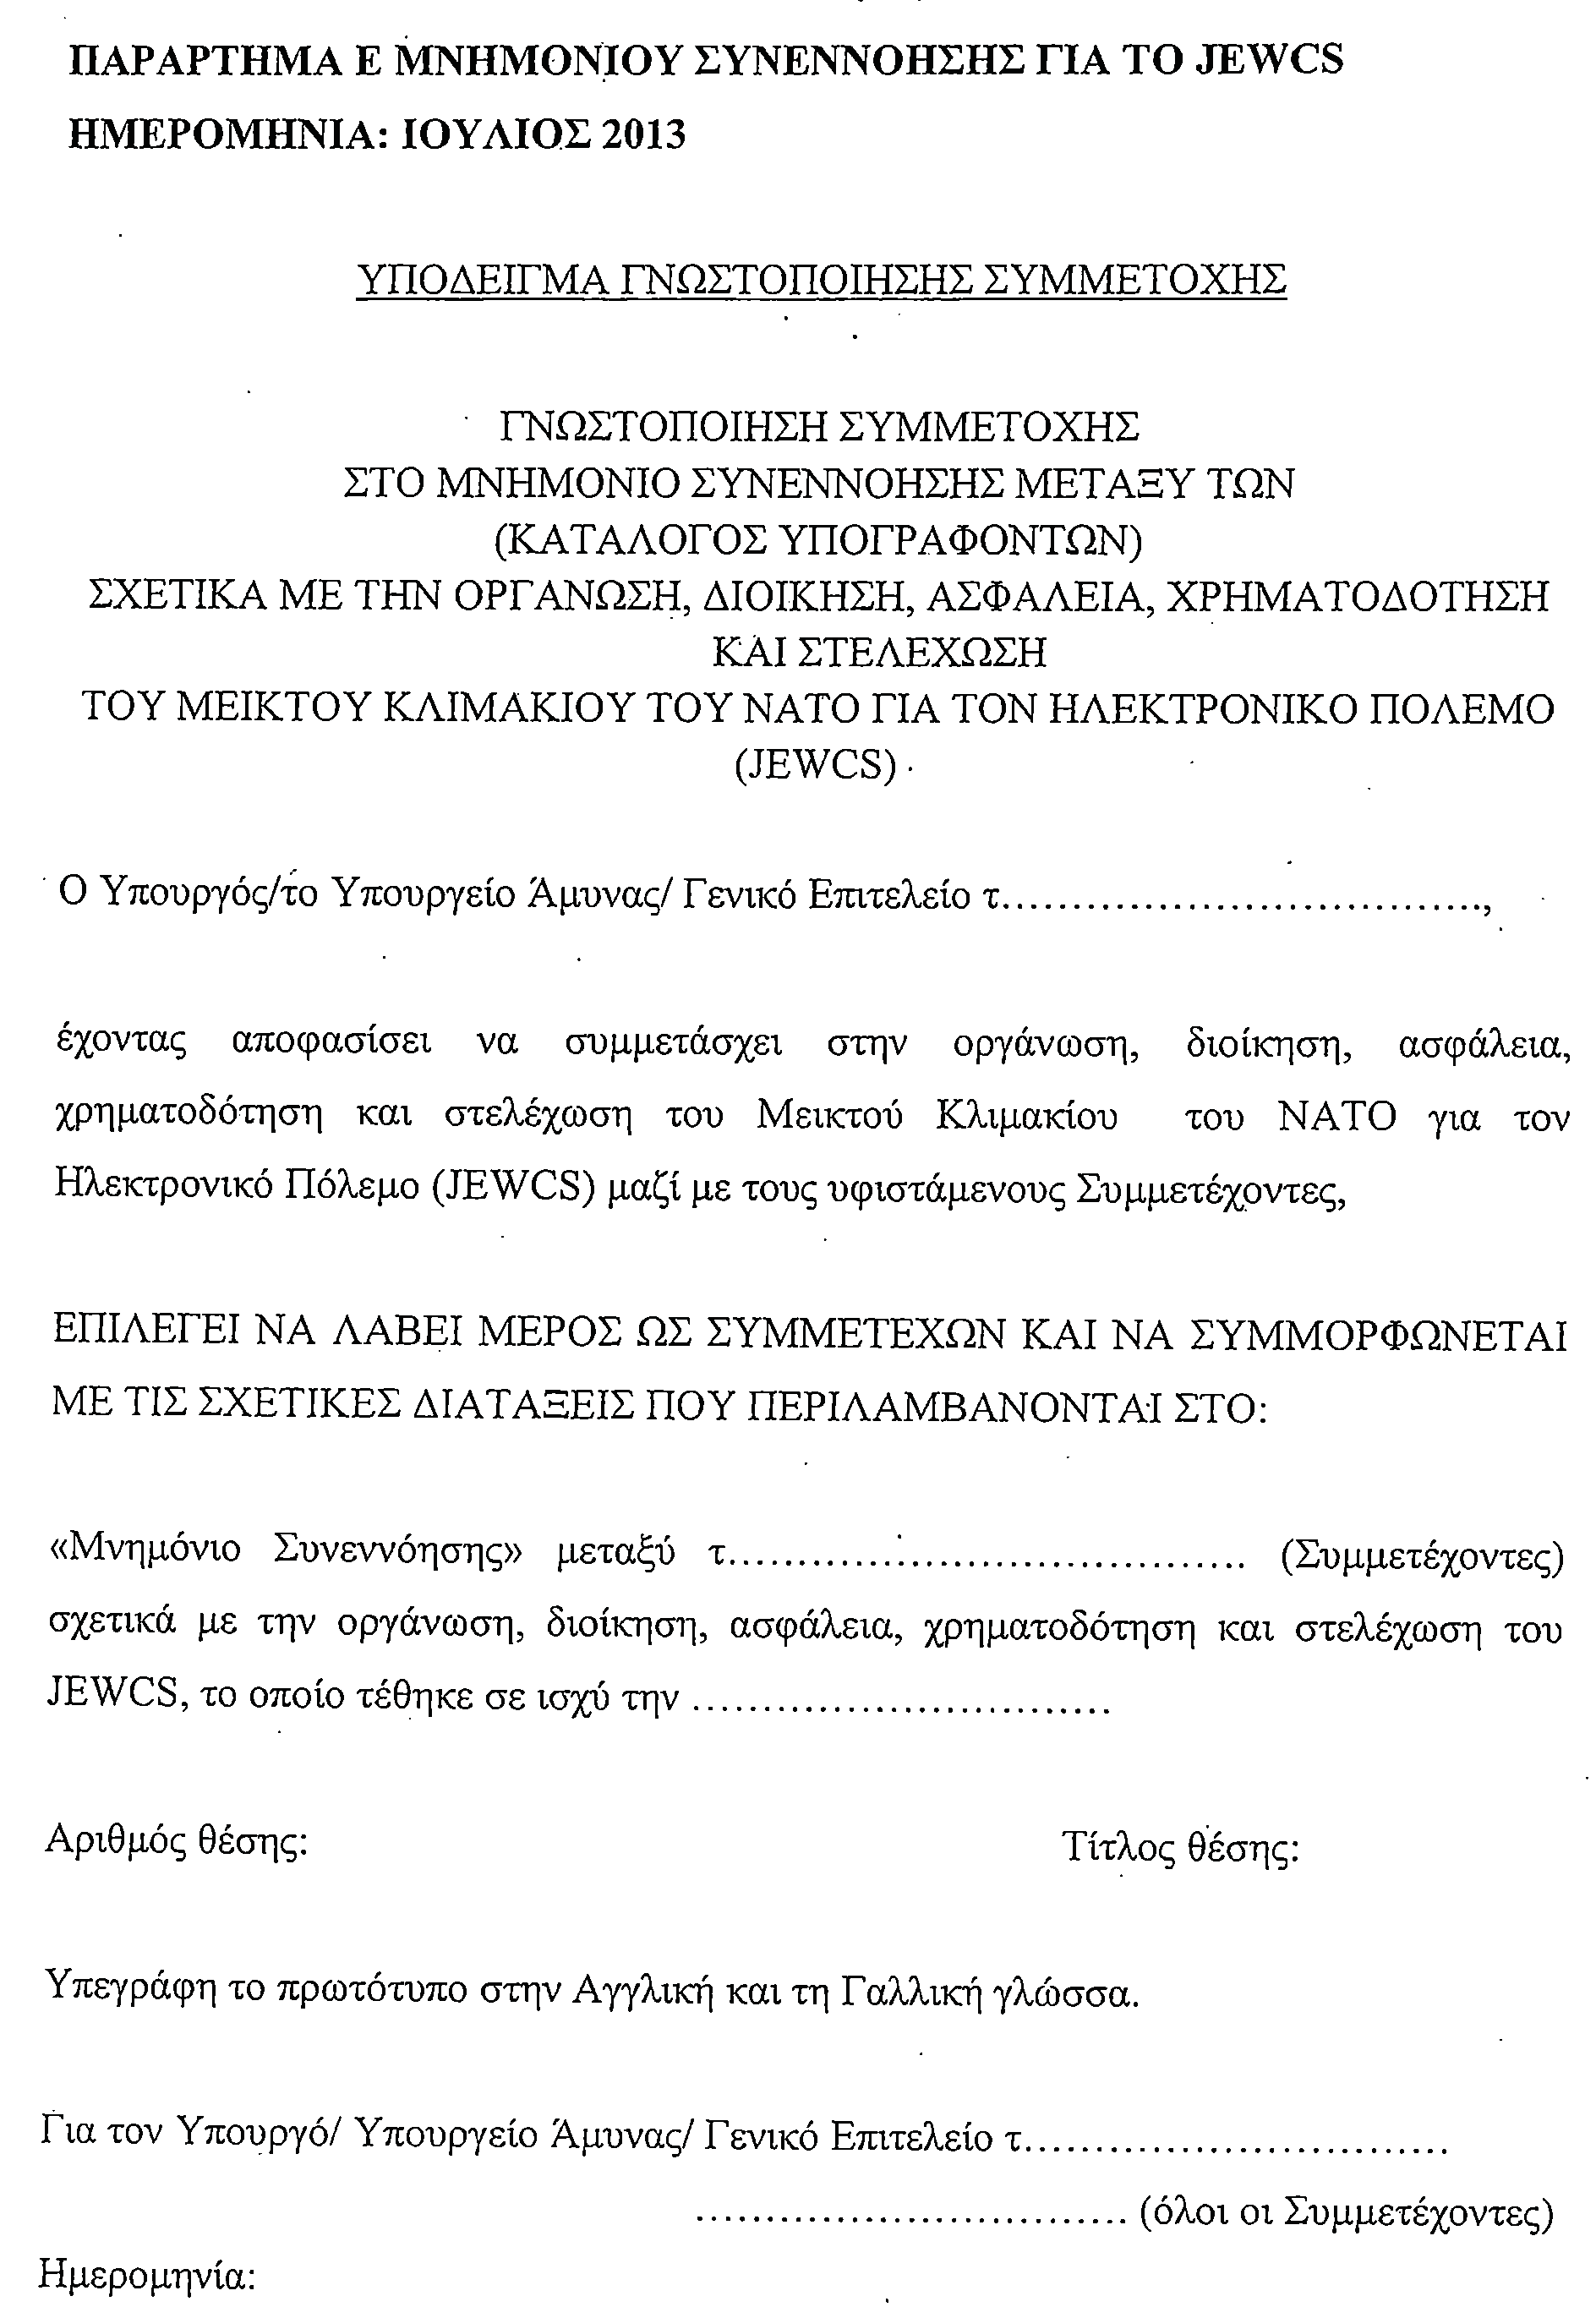 ΠΑΡΑΡΤΗΜΑ Ε ΜΝΗΜΟΝΙΟΥ ΣΥΝΕΝΝΟΗΣΗΣ ΓΙΑ ΤΟ JEWCS
ΗΜΕΡΟΜΗΝΙΑ: ΙΟΥΛΙΟΣ 2013
ΥΠΟΔΕΙΓΜΑ ΓΝΩΣΤΟΠΟΙΗΣΗΣ ΣΥΜΜΕΤΟΧΗΣ
ΓΝΩΣΤΟΠΟΙΗΣΗ ΣΥΜΜΕΤΟΧΗΣ
ΣΤΟ ΜΝΗΜΟΝΙΟ ΣΥΝΕΝΝΟΗΣΗΣ ΜΕΤΑΞΥ ΤΩΝ
(ΚΑΤΑΛΟΓΟΣ ΥΠΟΓΡΑΦΟΝΤΩΝ)
ΣΧΕΤΙΚΑ ΜΕ ΤΗΝ ΟΡΓΑΝΩΣΗ, ΔΙΟΙΚΗΣΗ, ΑΣΦΑΛΕΙΑ, ΧΡΗΜΑΤΟΔΟΤΗΣΗ
ΚΑΙ ΣΤΕΛΕΧΩΣΗ
ΤΟΥ ΜΕΙΚΤΟΥ ΚΛΙΜΑΚΙΟΥ ΤΟΥ ΝΑΤΟ ΓΙΑ ΤΟΝ ΗΛΕΚΤΡΟΝΙΚΟ ΠΟΛΕΜΟ
(JEWCS)
Ο Υπουργός/το Υπουργείο Άμυνας/ Γενικό Επιτελείο τ..................................,
έχοντας αποφασίσει να συμμετάσχει στην οργάνωση, διοίκηση, ασφάλεια,
χρηματοδότηση και στελέχωση του Μεικτού Κλιμακίου του ΝΑΤΟ για τον
Ηλεκτρονικό Πόλεμο (JEWCS) μαζί με τους υφιστάμενους Συμμετέχοντες,
ΕΠΙΛΕΓΕΙ ΝΑ ΛΑΒΕΙ ΜΕΡΟΣ ΩΣ ΣΥΜΜΕΤΕΧΩΝ ΚΑΙ ΝΑ ΣΥΜΜΟΡΦΩΝΕΤΑΙ
ΜΕ ΤΙΣ ΣΧΕΤΙΚΕΣ ΔΙΑΤΑΞΕΙΣ ΠΟΥ ΠΕΡΙΛΑΜΒΑΝΟΝΤΑΙ ΣΤΟ:
«Μνημόνιο Συνεννόησης» μεταξύ τ..................................... (Συμμετέχοντες)
σχετικά με την οργάνωση, διοίκηση, ασφάλεια, χρηματοδότηση και στελέχωση του
JEWCS, το οποίο τέθηκε σε ισχύ την ..............................
Αριθμός θέσης: Τίτλος θέσης:
Υπεγράφη το πρωτότυπο στην Αγγλική και τη Γαλλική γλώσσα.
Για τον Υπουργό/ Υπουργείο Άμυνας/ Γενικό Επιτελείο τ..............................
............................... (όλοι οι Συμμετέχοντες)
Ημερομηνία: